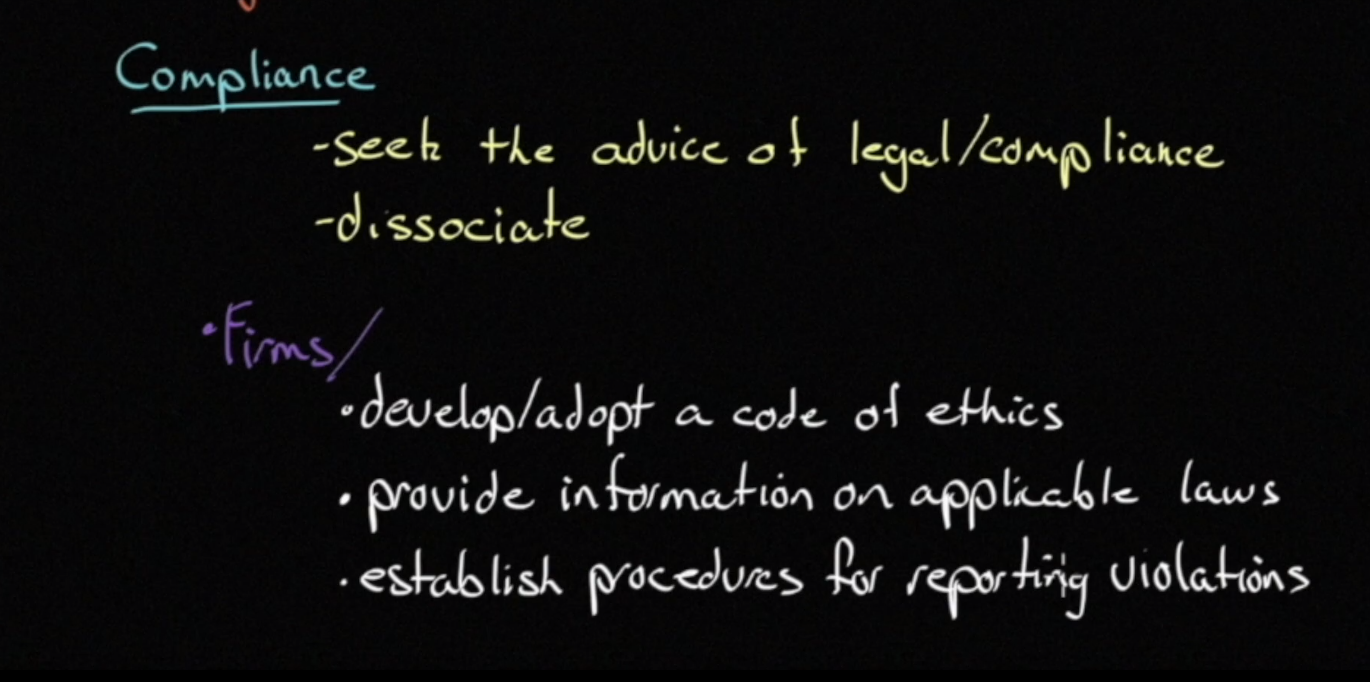 Compliance
-seek the advice of legal/compliance
-dissociate
•Firms/
•develop/adopt a code of ethics
•provide information on applicable laws
•establish procedures for reporting violations